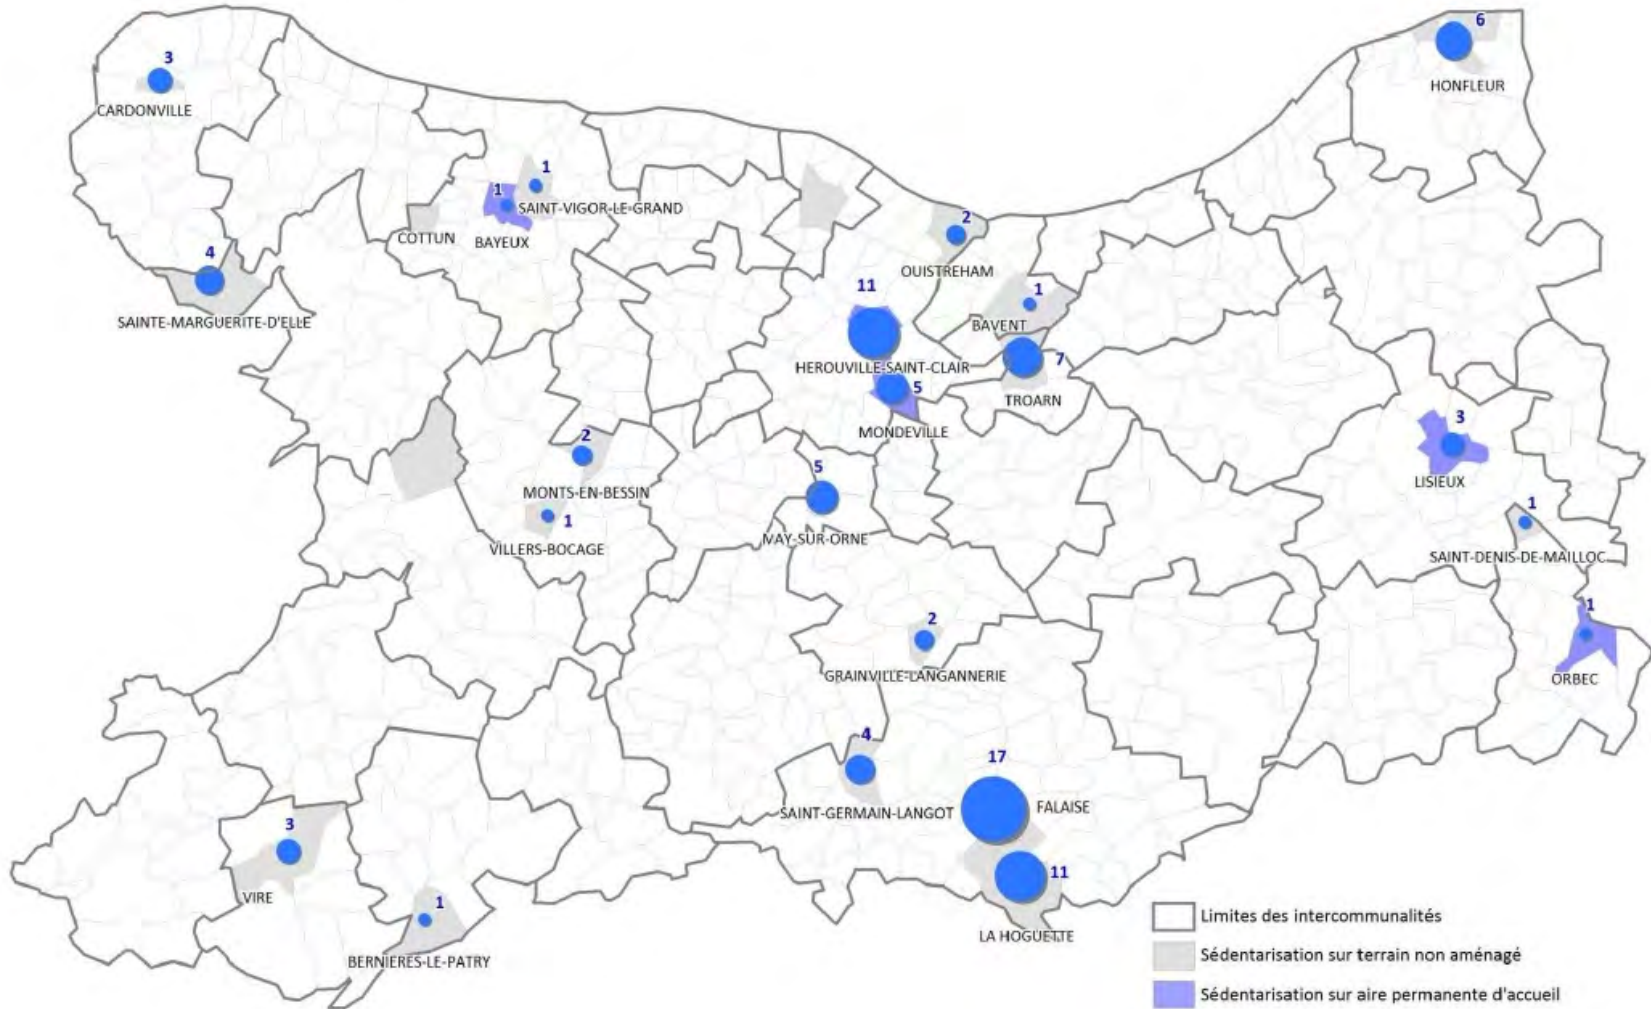 6
HONFLEUR
3
CARDONVILLE
1
1
SAINT-VIGOR-LE-GRAND
COTTUN
BAYEUX
2
OUISTREHAM
4
SAINTE-MARGUERITE-D'ELLE
11
HEROUVILLE-SAINT-CLAIR
1
BAVENT
7
TROARN
5
MONDEVILLE
3
LISIEUX
2
MONTS-EN-BESSIN
1
VILLERS-BOCAGE
5
MAY-SUR-ORNE
1
SAINT-DENIS-DE-MAILLOC
1
ORBEC
2
GRAINVILLE-LANGANNERIE
4
SAINT-GERMAIN-LANGOT
17
FALAISE
11
LA HOGUETTE
3
VIRE
1
BERNIERES-LE-PATRY
Limites des intercommunalités
Sédentarisation sur terrain non aménagé
Sédentarisation sur aire permanente d'accueil